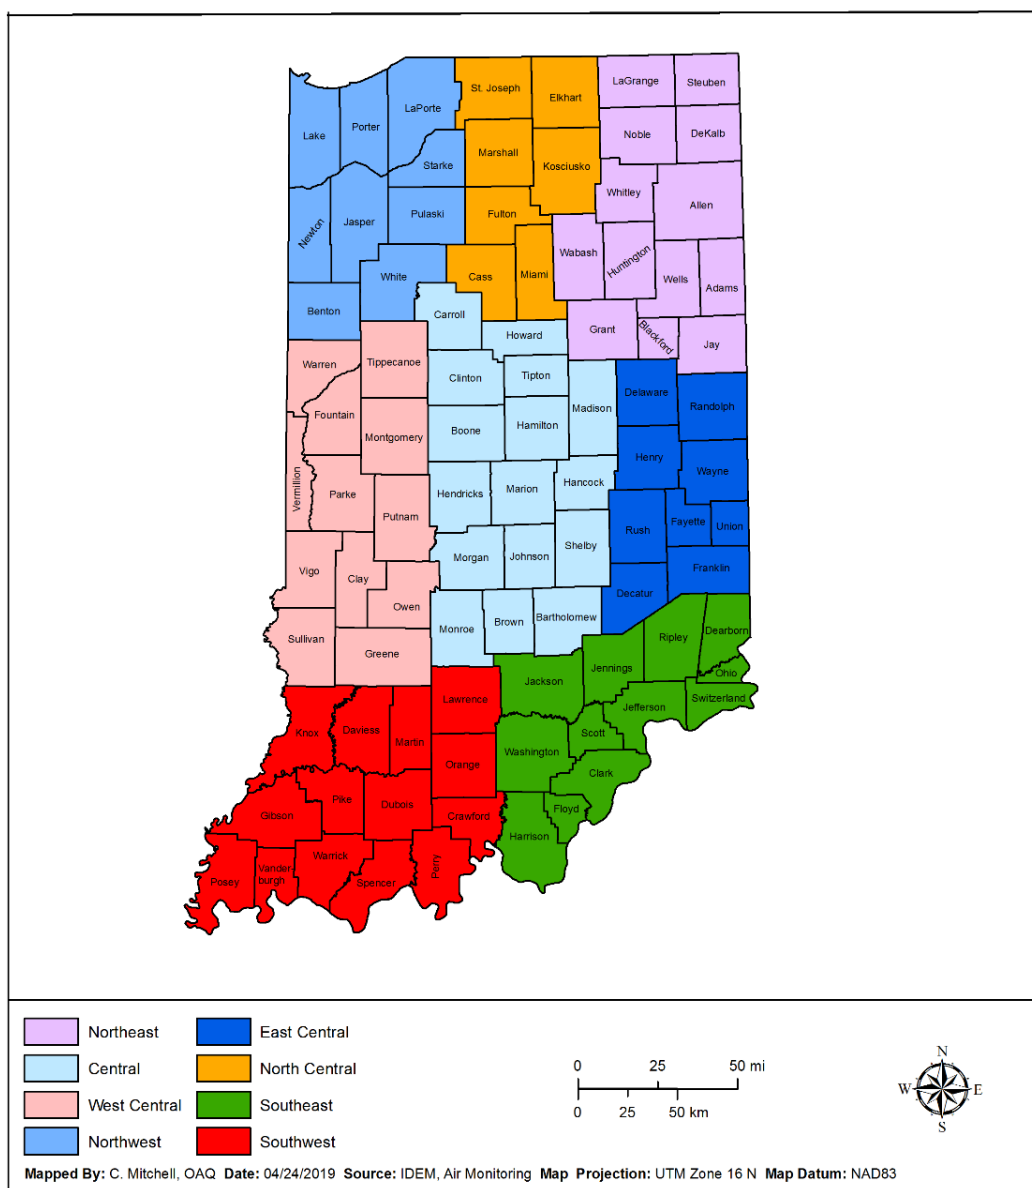 LaGrange
Steuben
St. Joseph
Elkhart
LaPorte
Porter
Lake
Noble
DeKalb
Marshall
Starke
Kosciusko
Whitley
Allen
Newton
Jasper
Pulaski
Fulton
Wabash
Huntington
White
Cass
Miami
Wells
Adams
Benton
Carroll
Howard
Grant
Blackford
Jay
Warren
Tippecanoe
Clinton
Tipton
Madison
Delaware
Randolph
Fountain
Montgomery
Boone
Hamilton
Henry
Wayne
Vermillion
Parke
Putnam
Hendricks
Marion
Hancock
Rush
Fayette
Union
Vigo
Clay
Owen
Morgan
Johnson
Shelby
Franklin
Decatur
Sullivan
Greene
Monroe
Brown
Bartholomew
Ripley
Dearborn
Ohio
Jennings
Jackson
Switzerland
Jefferson
Lawrence
Knox
Daviess
Martin
Scott
Washington
Orange
Clark
Gibson
Pike
Dubois
Crawford
Floyd
Harrison
Posey
Vander-
burgh
Warrick
Spencer
Perry
Northeast
East Central
Central
North Central
West Central
Southeast
Northwest
Southwest
0 25 50 mi
0 25 50 km
N
W
E
S
Mapped By: C. Mitchell, OAQ Date: 04/24/2019 Source: IDEM, Air Monitoring Map Projection: UTM Zone 16 N Map Datum: NAD83